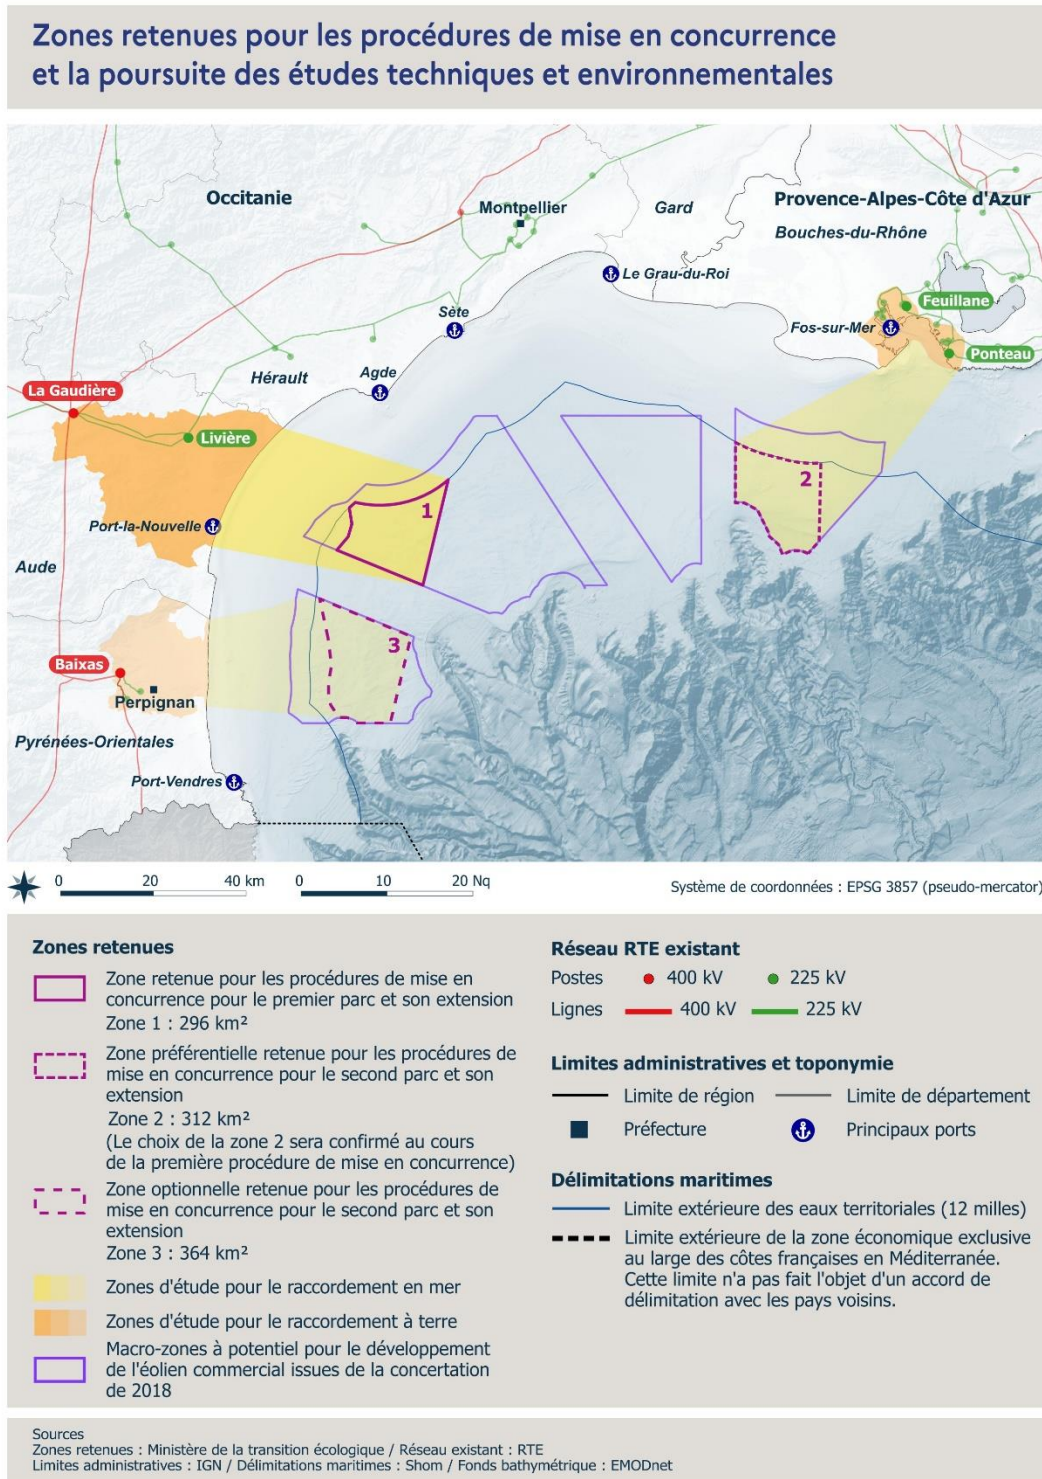 Zones retenues pour les procédures de mise en concurrence
et la poursuite des études techniques et environnementales
Occitanie
Montpellier
Gard
Provence-Alpes-Côte d'Azur
Bouches-du-Rhône
Le Grau-du-Roi
Feuillane
Fos-sur-Mer
Ponteau
Sète
Agde
Hérault
La Gaudière
Livière
Port-la-Nouvelle
1
2
3
Aude
Baixas
Perpignan
Pyrénées-Orientales
Port-Vendres
0 20 40 km
0 10 20 Nq
Système de coordonnées : EPSG 3857 (pseudo-mercator)
Zones retenues
Zone retenue pour les procédures de mise en
concurrence pour le premier parc et son extension
Zone 1 : 296 km²
Zone préférentielle retenue pour les procédures de
mise en concurrence pour le second parc et son
extension
Zone 2 : 312 km²
(Le choix de la zone 2 sera confirmé au cours
de la première procédure de mise en concurrence)
Zone optionnelle retenue pour les procédures de
mise en concurrence pour le second parc et son
extension
Zone 3 : 364 km²
Zones d'étude pour le raccordement en mer
Zones d'étude pour le raccordement à terre
Macro-zones à potentiel pour le développement
de l'éolien commercial issues de la concertation
de 2018
Réseau RTE existant
Postes 400 kV 225 kV
Lignes 400 kV 225 kV
Limites administratives et toponymie
Limite de région Limite de département
Préfecture Principaux ports
Délimitations maritimes
Limite extérieure des eaux territoriales (12 milles)
Limite extérieure de la zone économique exclusive
au large des côtes françaises en Méditerranée.
Cette limite n'a pas fait l'objet d'un accord de
délimitation avec les pays voisins.
Sources
Zones retenues : Ministère de la transition écologique / Réseau existant : RTE
Limites administratives : IGN / Délimitations maritimes : Shom / Fonds bathymétrique : EMODnet